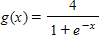 g(x) = 4 / (1 + e^{-x})